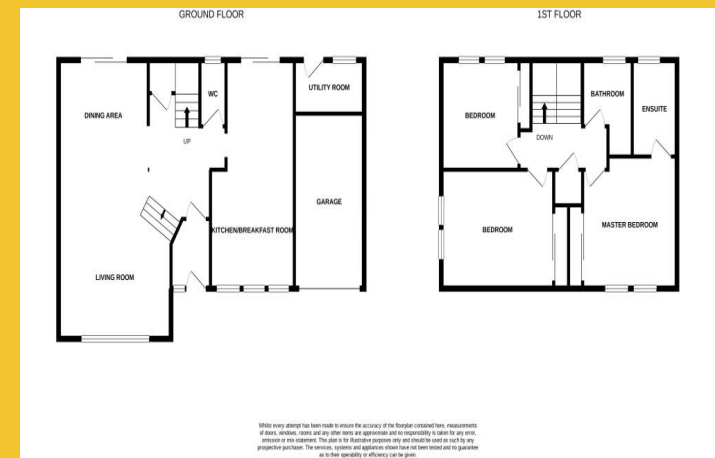 GROUND FLOOR
1ST FLOOR
DINING AREA
WC
UTILITY ROOM
UP
GARAGE
KITCHEN/BREAKFAST ROOM
LIVING ROOM
BEDROOM
BATHROOM
ENSUITE
DOWN
BEDROOM
MASTER BEDROOM
Whilst every attempt has been made to ensure the accuracy of the floorplan contained here, measurements
of doors, windows, rooms and any other items are approximate and no responsibility is taken for any error,
omission or mis-statement. This plan is for illustrative purposes only and should be used as such by any
prospective purchaser. The services, systems and appliances shown have not been tested and no guarantee
as to their operability or efficiency can be given.